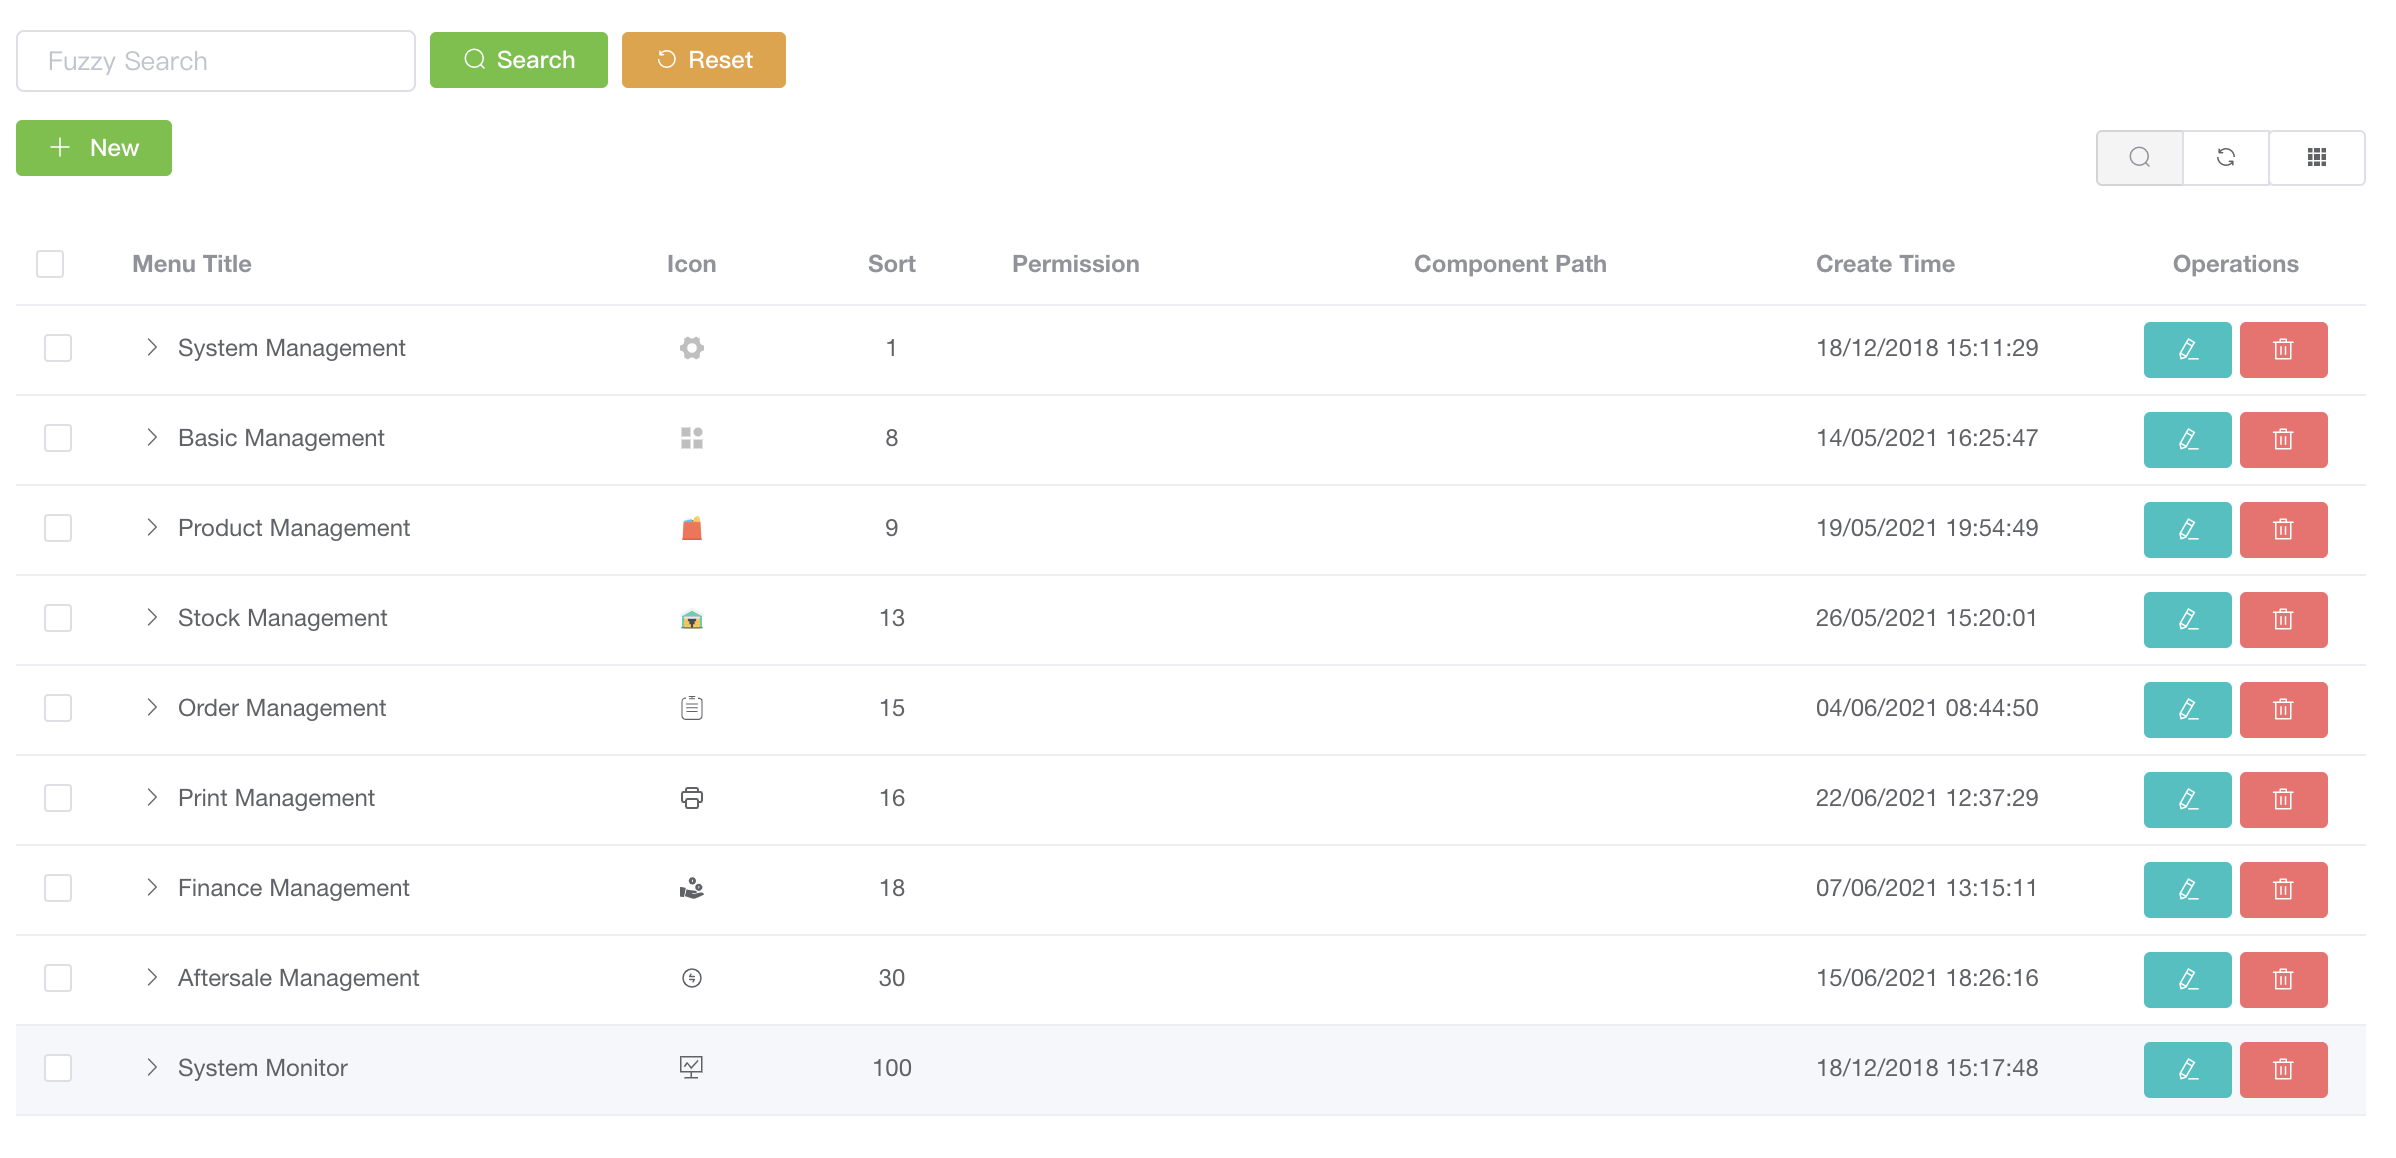 Fuzzy Search Search Reset
New
Menu Title Icon Sort Permission Component Path Create Time Operations
System Management 1 18/12/2018 15:11:29
Basic Management 8 14/05/2021 16:25:47
Product Management 9 19/05/2021 19:54:49
Stock Management 13 26/05/2021 15:20:01
Order Management 15 04/06/2021 08:44:50
Print Management 16 22/06/2021 12:37:29
Finance Management 18 07/06/2021 13:15:11
Aftersale Management 30 15/06/2021 18:26:16
System Monitor 100 18/12/2018 15:17:48